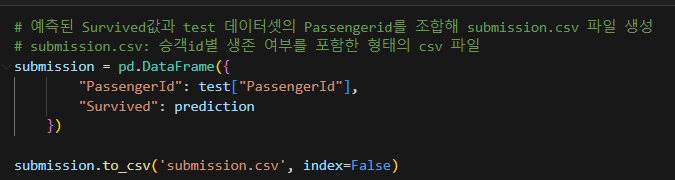 # 예측된 Survived값과 test 데이터셋의 Passengerid를 조합해 submission.csv 파일 생성
# submission.csv: 승객id별 생존 여부를 포함한 형태의 csv 파일
submission = pd.DataFrame({
        "PassengerId": test["PassengerId"],
        "Survived": prediction
    })

submission.to_csv('submission.csv', index=False)